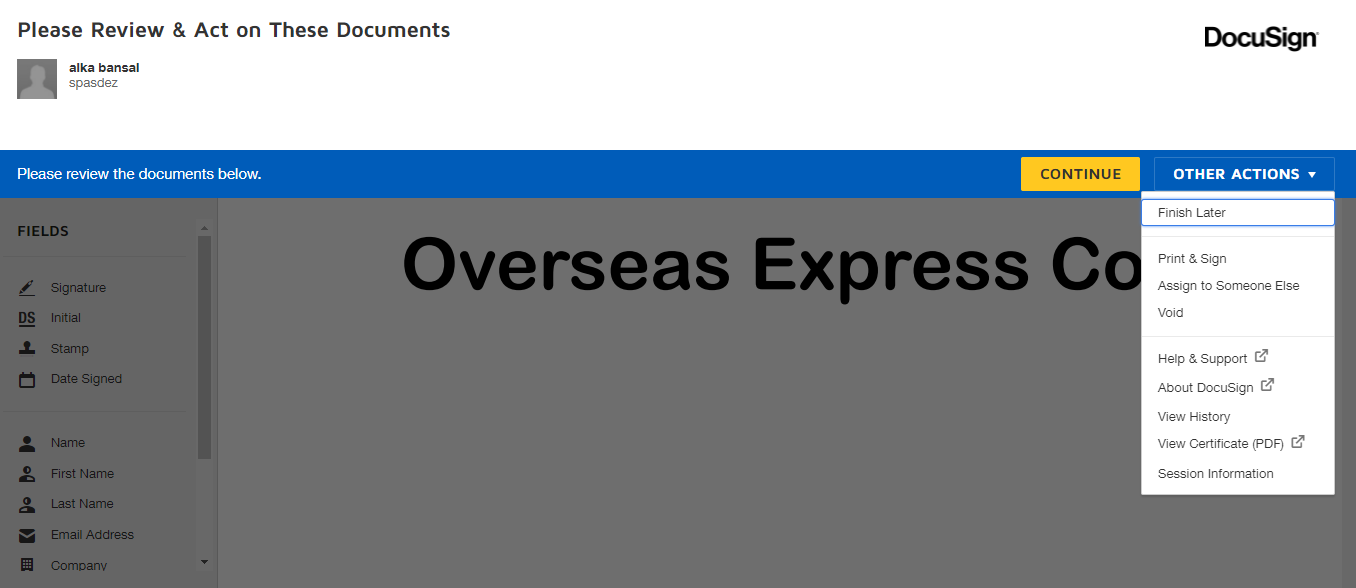 Please Review & Act on These Documents
DocuSign
alka bansal
spasdez
Please review the documents below.
CONTINUE
OTHER ACTIONS
FIELDS
Signature
DS Initial
Stamp
Date Signed
Name
First Name
Last Name
Email Address
Company
Overseas Express Co
Finish Later
Print & Sign
Assign to Someone Else
Void
Help & Support
About DocuSign
View History
View Certificate (PDF)
Session Information